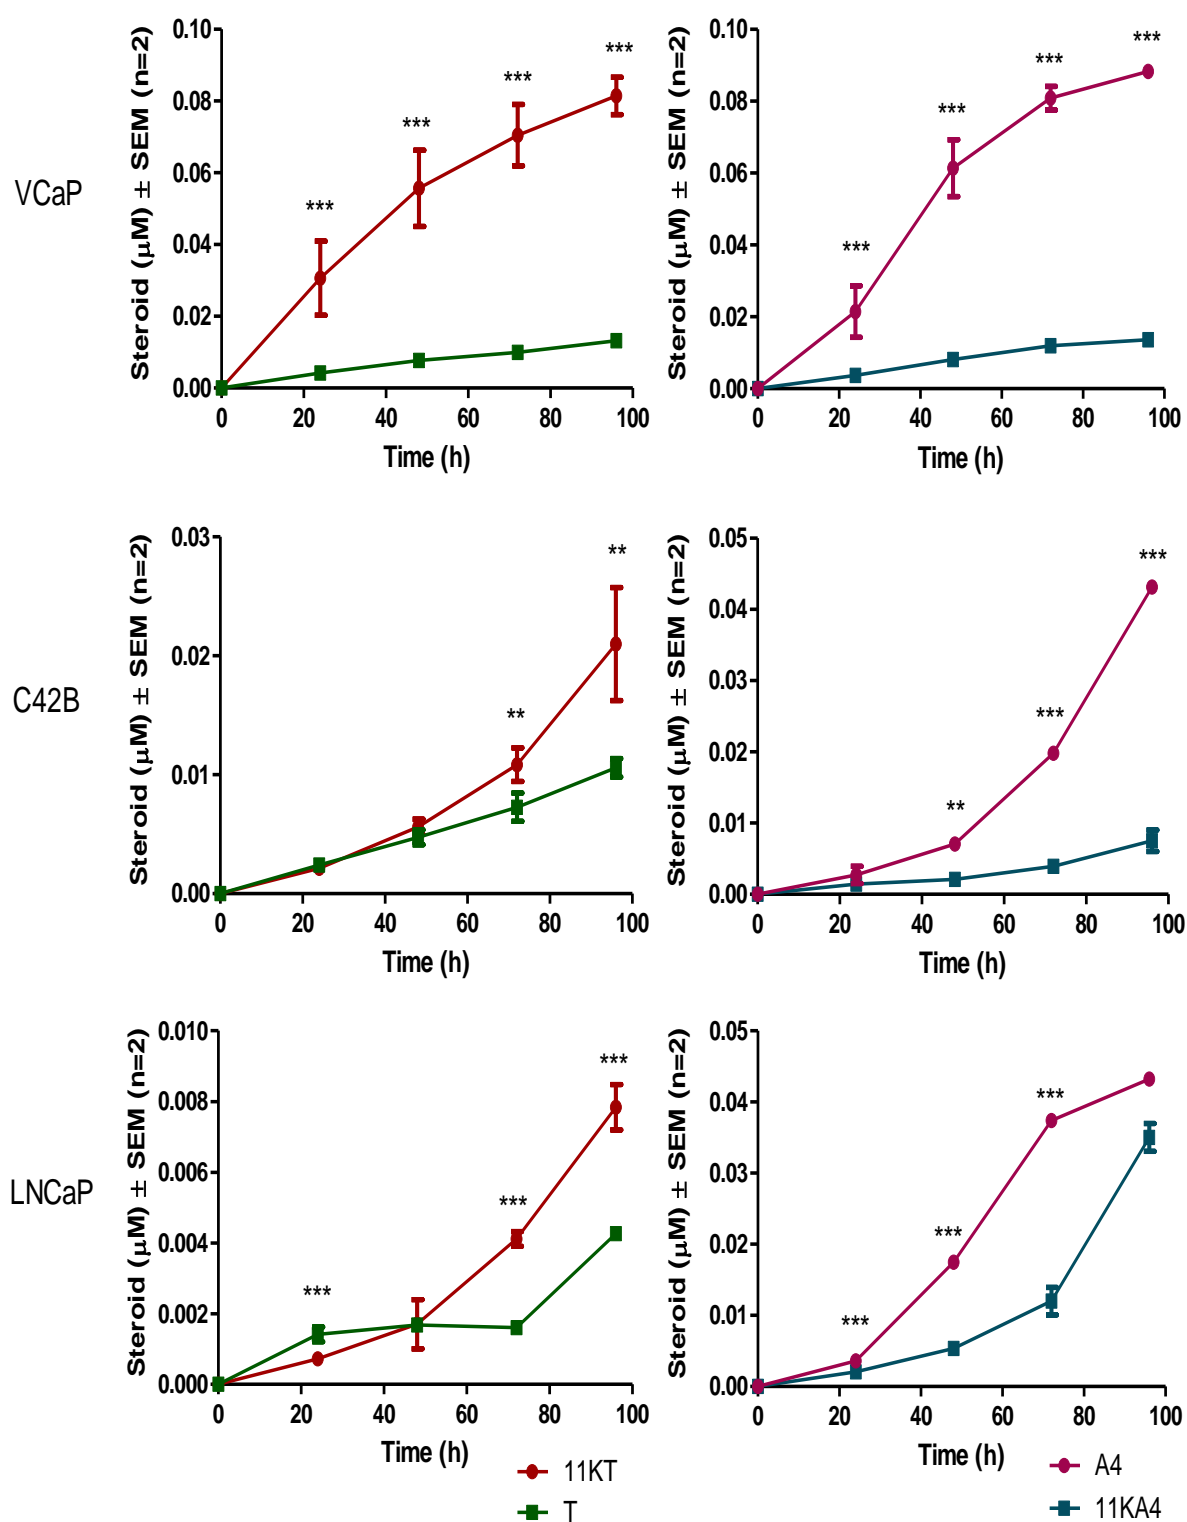 VCaP
Steroid (µM) ± SEM (n=2)
0.10
0.08
0.06
0.04
0.02
0.00
*** *** *** ***
0 20 40 60 80 100
Time (h)
Steroid (µM) ± SEM (n=2)
0.10
0.08
0.06
0.04
0.02
0.00
*** *** *** ***
0 20 40 60 80 100
Time (h)
C42B
Steroid (µM) ± SEM (n=2)
0.03
0.02
0.01
0.00
** **
0 20 40 60 80 100
Time (h)
Steroid (µM) ± SEM (n=2)
0.05
0.04
0.03
0.02
0.01
0.00
** *** ***
0 20 40 60 80 100
Time (h)
LNCaP
Steroid (µM) ± SEM (n=2)
0.010
0.008
0.006
0.004
0.002
0.000
*** *** ***
0 20 40 60 80 100
Time (h)
11KT
T
Steroid (µM) ± SEM (n=2)
0.05
0.04
0.03
0.02
0.01
0.00
*** *** ***
0 20 40 60 80 100
Time (h)
A4
11KA4